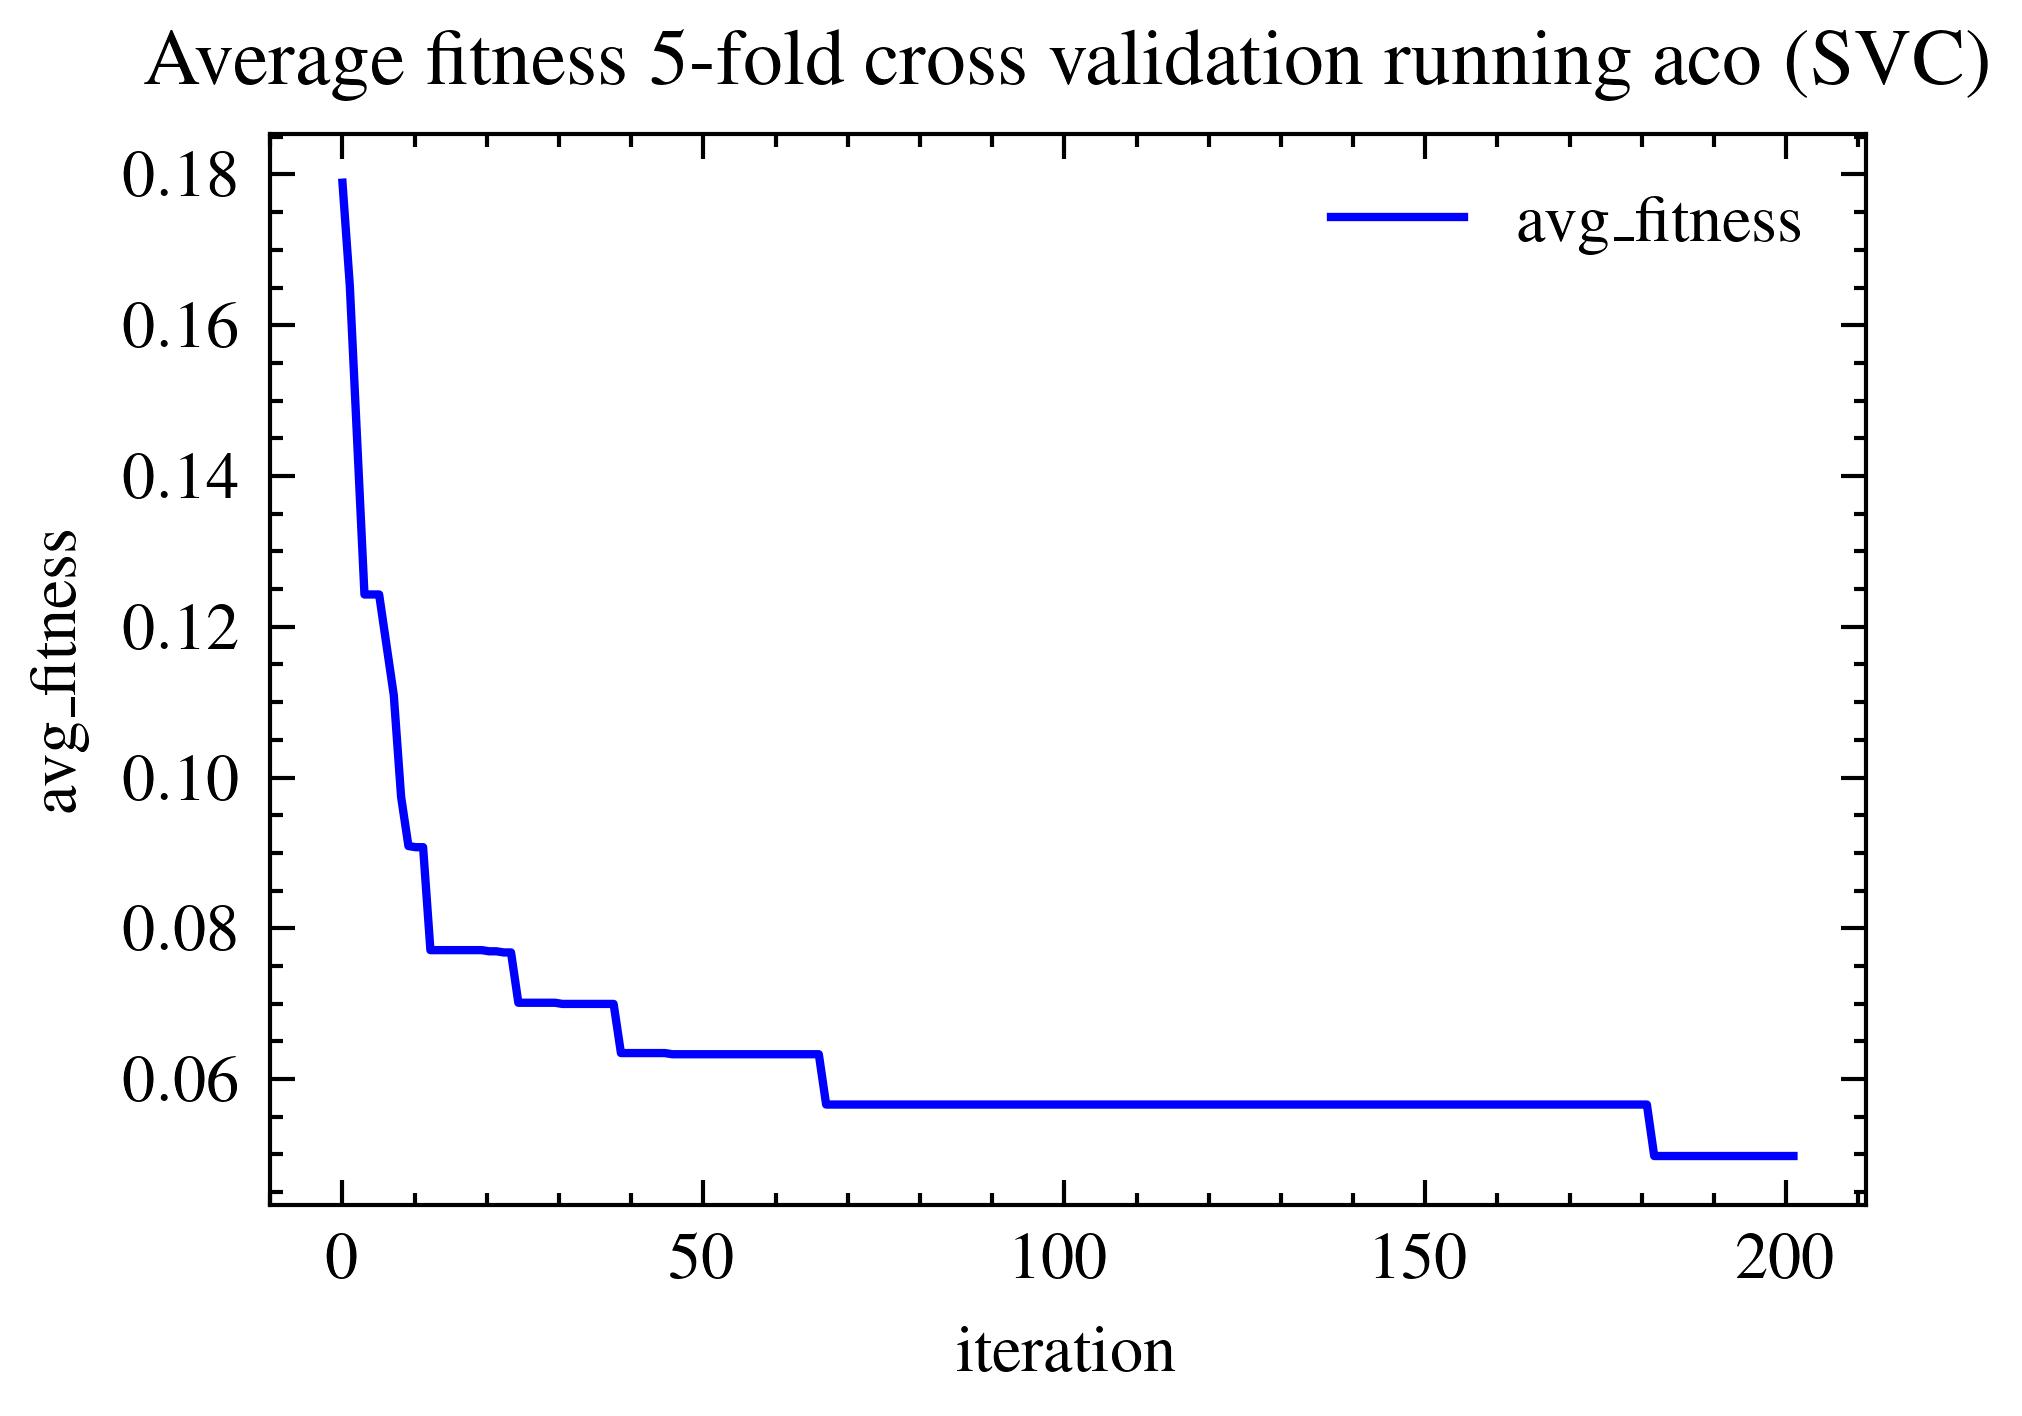 Average fitness 5-fold cross validation running aco (SVC)
avg_fitness
0.18
0.16
0.14
0.12
0.10
0.08
0.06
avg_fitness
0 50 100 150 200
iteration